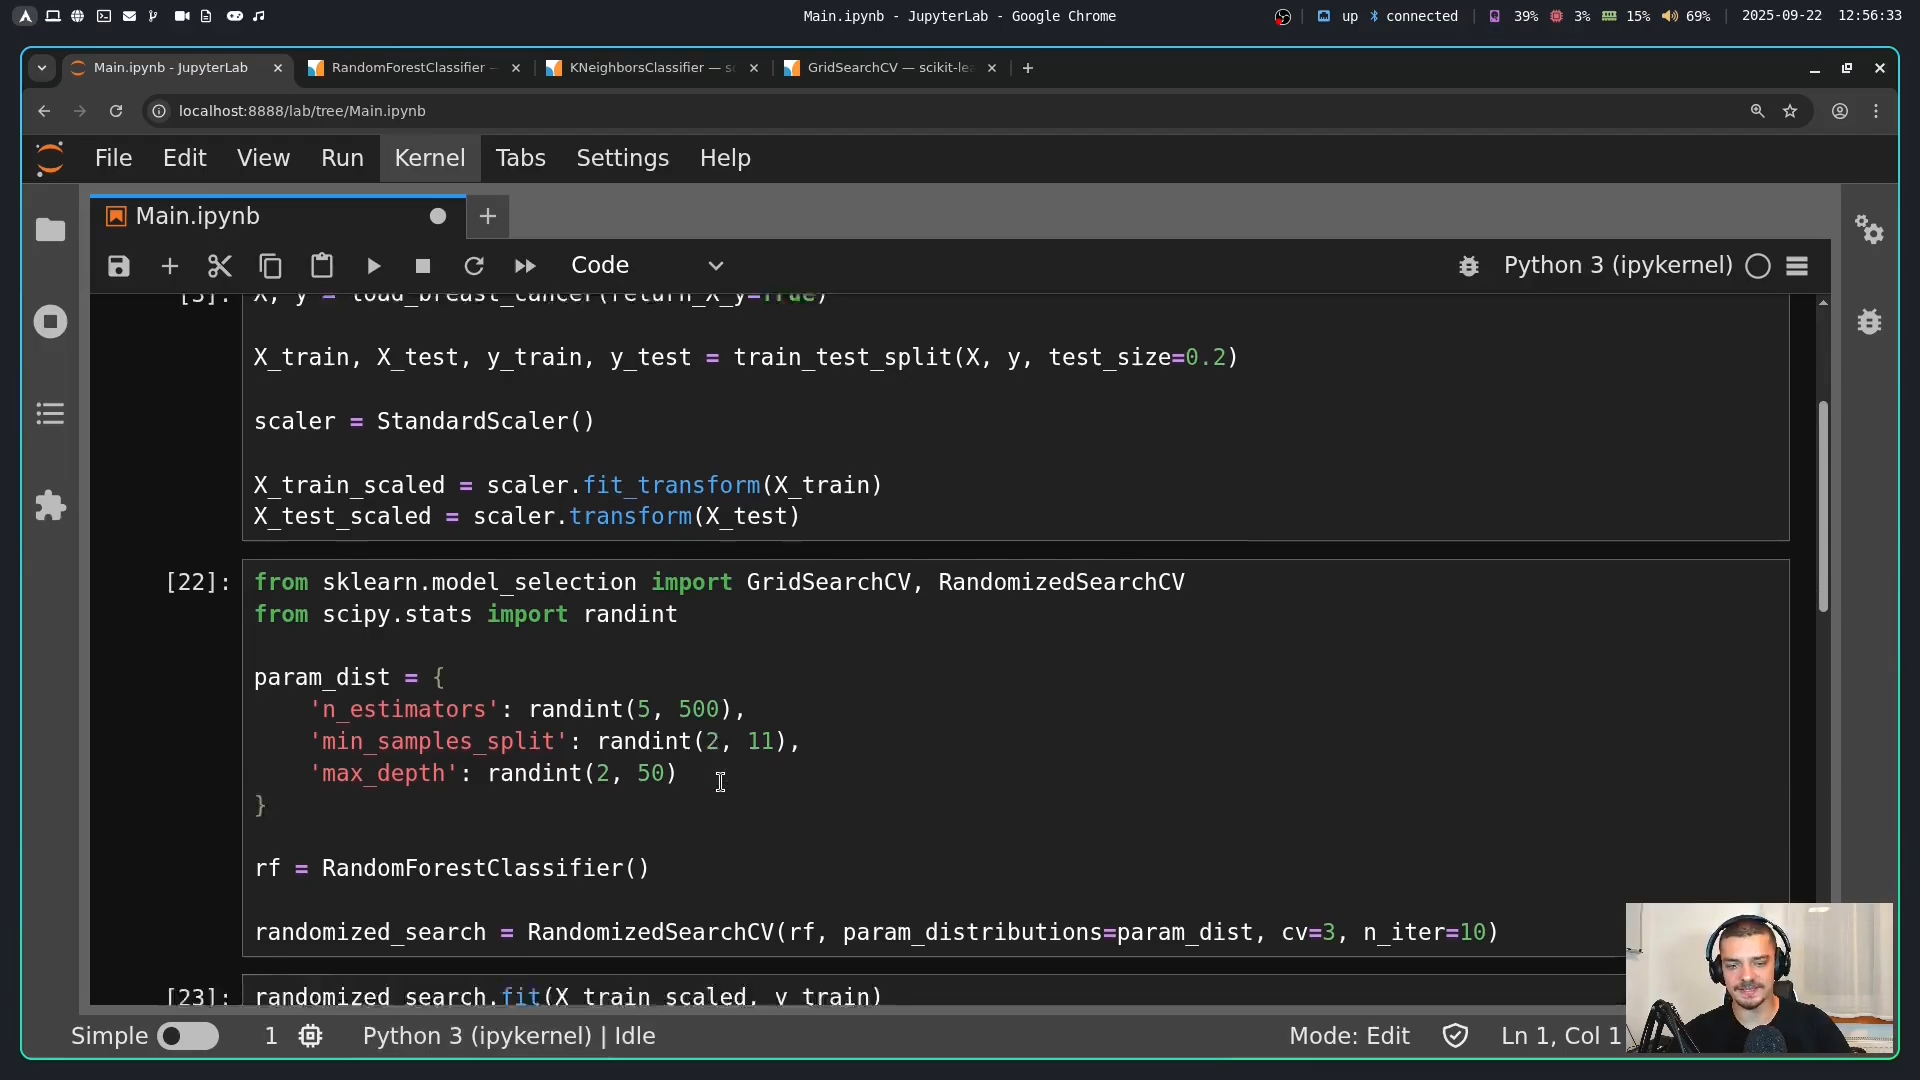 Main.ipynb - JupyterLab - Google Chrome
up connected 39% 3% 15% 69% 2025-09-22 12:56:33
Main.ipynb - JupyterLab
RandomForestClassifier —
KNeighborsClassifier — sc
GridSearchCV — scikit-lea
localhost:8888/lab/tree/Main.ipynb
File Edit View Run Kernel Tabs Settings Help
Main.ipynb
Code
Python 3 (ipykernel)
[3]: X, y = load_breast_cancer(return_X_y=True)
X_train, X_test, y_train, y_test = train_test_split(X, y, test_size=0.2)
scaler = StandardScaler()
X_train_scaled = scaler.fit_transform(X_train)
X_test_scaled = scaler.transform(X_test)
[22]: from sklearn.model_selection import GridSearchCV, RandomizedSearchCV
from scipy.stats import randint
param_dist = {
'n_estimators': randint(5, 500),
'min_samples_split': randint(2, 11),
'max_depth': randint(2, 50)
}
rf = RandomForestClassifier()
randomized_search = RandomizedSearchCV(rf, param_distributions=param_dist, cv=3, n_iter=10)
[23]: randomized_search.fit(X_train_scaled, y_train)
Simple 1 Python 3 (ipykernel) | Idle Mode: Edit Ln 1, Col 1